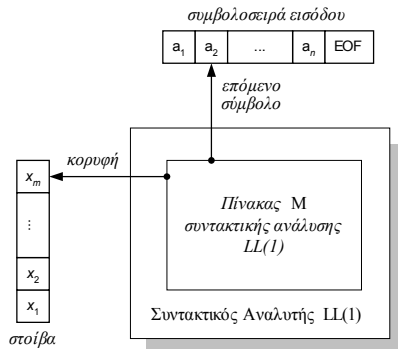 συμβολοσειρά εισόδου
a1 a2 ... an EOF
επόμενο
σύμβολο
κορυφή
xm
⋮
x2
x1
στοίβα
Πίνακας M
συντακτικής ανάλυσης
LL(1)
Συντακτικός Αναλυτής LL(1)